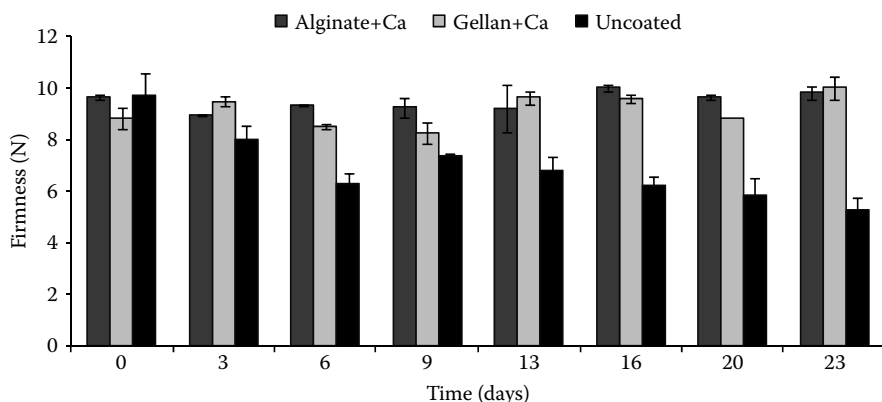 Alginate+Ca Gellan+Ca Uncoated
12
10
8
6
4
2
0
Firmness (N)
0 3 6 9 13 16 20 23
Time (days)